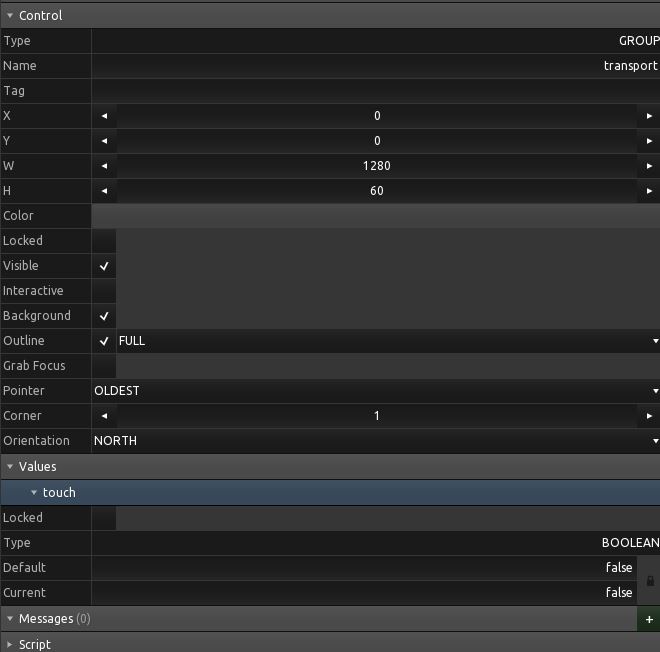 Control
Type GROUP
Name transport
Tag
X 0
Y 0
W 1280
H 60
Color
Locked
Visible
Interactive
Background
Outline FULL
Grab Focus
Pointer OLDEST
Corner 1
Orientation NORTH
Values
touch
Locked
Type BOOLEAN
Default false
Current false
Messages (0) +
Script